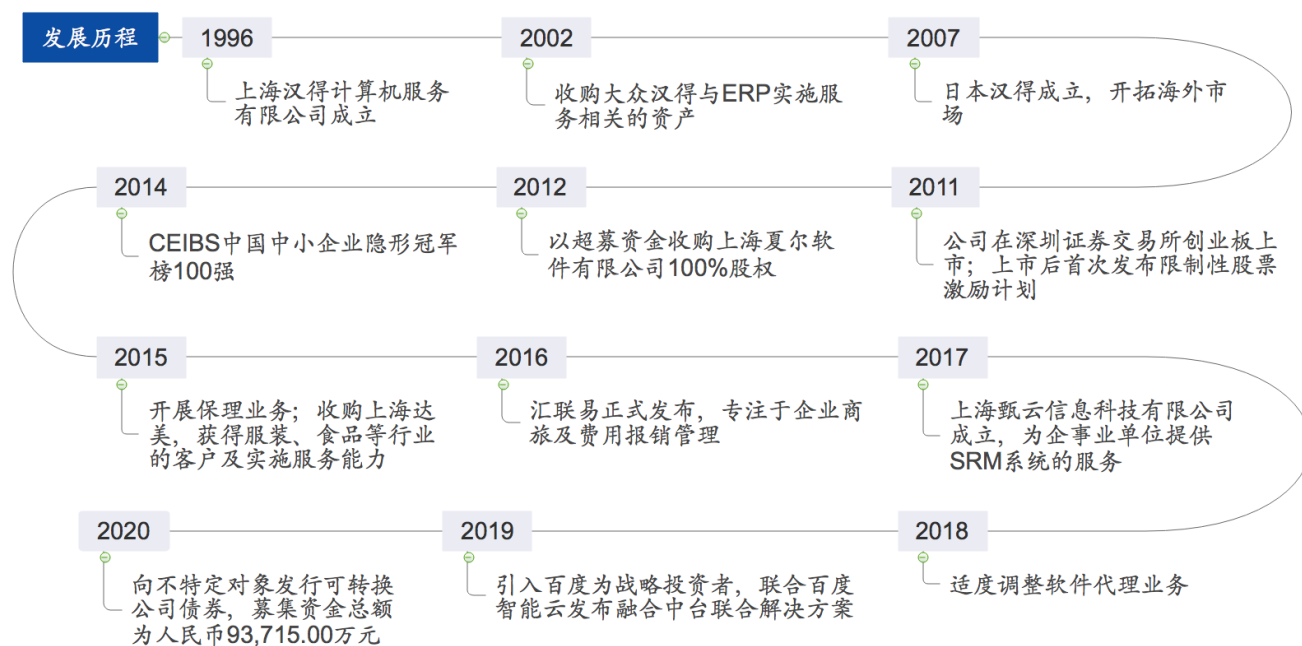 发展历程
1996
上海汉得计算机服务
有限公司成立
2002
收购大众汉得与ERP实施服
务相关的资产
2007
日本汉得成立，开拓海外市
场
2011
公司在深圳证券交易所创业板上
市；上市后首次发布限制性股票
激励计划
2012
以超募资金收购上海夏尔软
件有限公司100%股权
2014
CEIBS中国中小企业隐形冠军
榜100强
2015
开展保理业务；收购上海达
美，获得服装、食品等行业
的客户及实施服务能力
2016
汇联易正式发布，专注于企业商
旅及费用报销管理
2017
上海甄云信息科技有限公司
成立，为企事业单位提供
SRM系统的服务
2018
适度调整软件代理业务
2019
引入百度为战略投资者，联合百度
智能云发布融合中台联合解决方案
2020
向不特定对象发行可转换
公司债券，募集资金总额
为人民币93,715.00万元